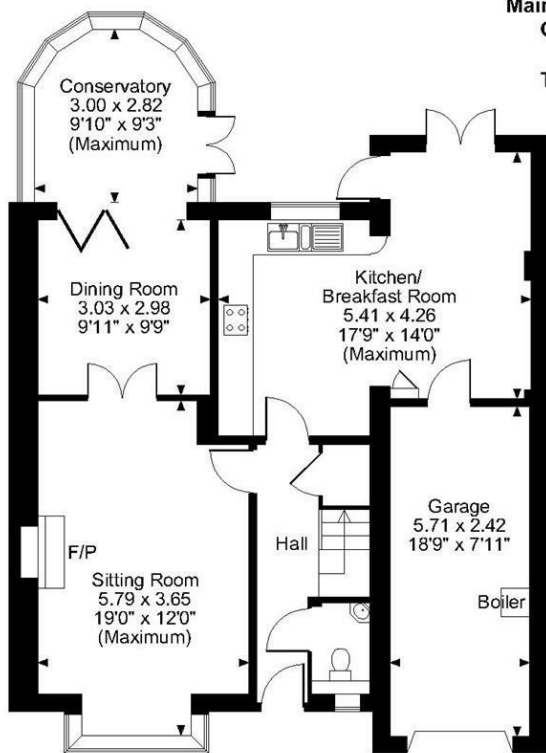 Main
Conservatory
3.00 x 2.82
9'10" x 9'3"
(Maximum)
Dining Room
3.03 x 2.98
9'11" x 9'9"
Kitchen/
Breakfast Room
5.41 x 4.26
17'9" x 14'0"
(Maximum)
F/P
Sitting Room
5.79 x 3.65
19'0" x 12'0"
(Maximum)
Hall
Garage
5.71 x 2.42
18'9" x 7'11"
Boiler